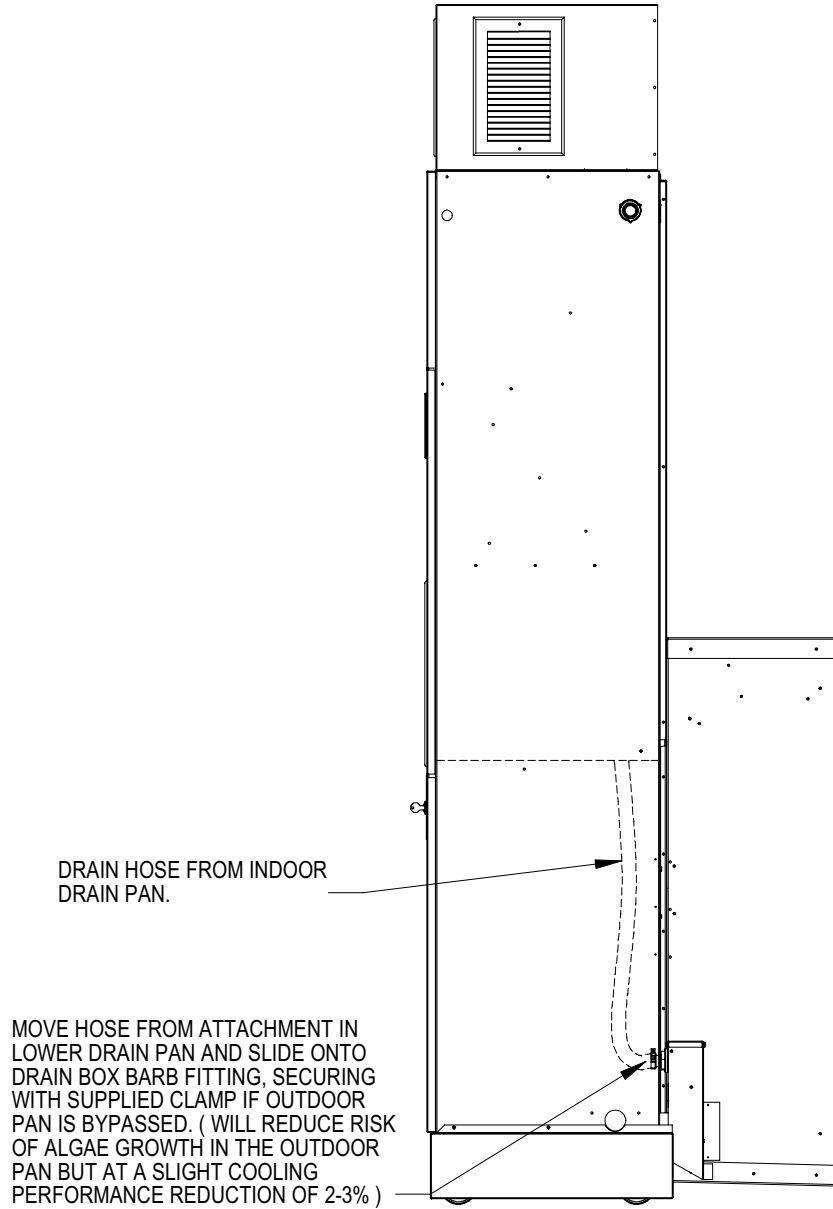 DRAIN HOSE FROM INDOOR
DRAIN PAN.
MOVE HOSE FROM ATTACHMENT IN
LOWER DRAIN PAN AND SLIDE ONTO
DRAIN BOX BARB FITTING, SECURING
WITH SUPPLIED CLAMP IF OUTDOOR
PAN IS BYPASSED. ( WILL REDUCE RISK
OF ALGAE GROWTH IN THE OUTDOOR
PAN BUT AT A SLIGHT COOLING
PERFORMANCE REDUCTION OF 2-3% )